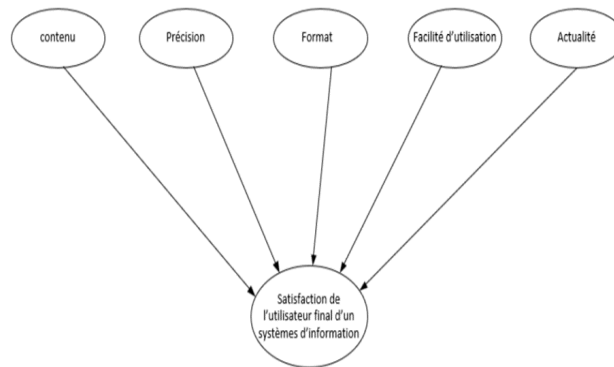 contenu
Précision
Format
Facilité d'utilisation
Actualité
Satisfaction de
l'utilisateur final d'un
systèmes d'information